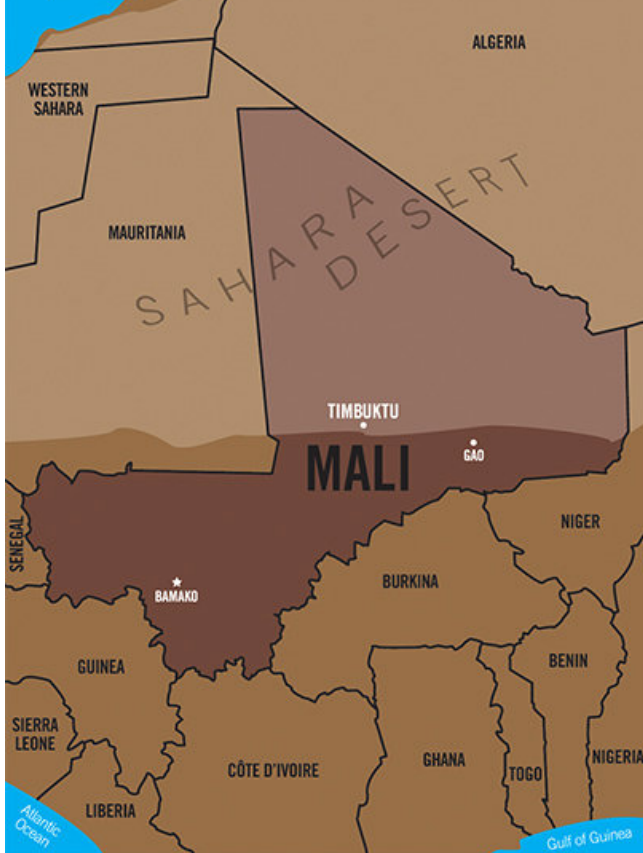 ALGERIA
WESTERN
SAHARA
MAURITANIA
SAHARA
DESERT
TIMBUKTU
MALI
GAO
SENEGAL
NIGER
BAMAKO
BURKINA
GUINEA
BENIN
SIERRA
LEONE
CÔTE D'IVOIRE
GHANA
TOGO
NIGERIA
LIBERIA
Atlantic
Ocean
Gulf of Guinea